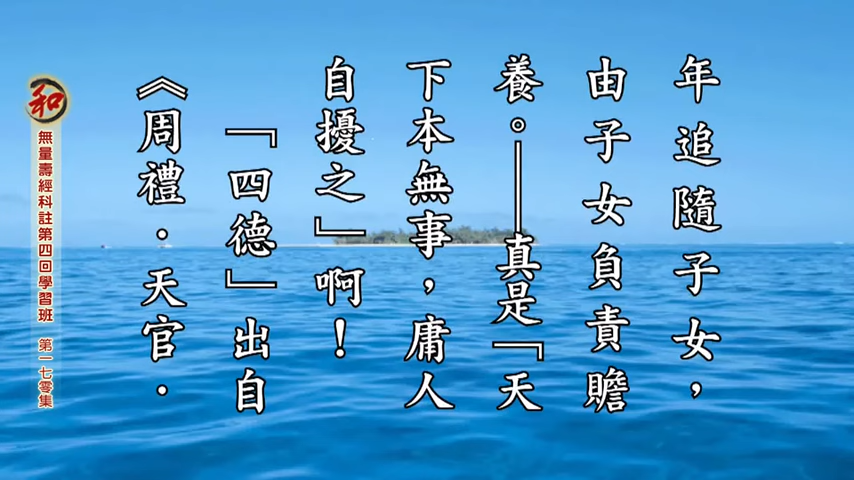 年追隨子女，
由子女負責贍
養。——真是「天
下本無事，庸人
自擾之」啊！
「四德」出自
《周禮．天官．
和
無量壽經科註第四回學習班 第一七零集